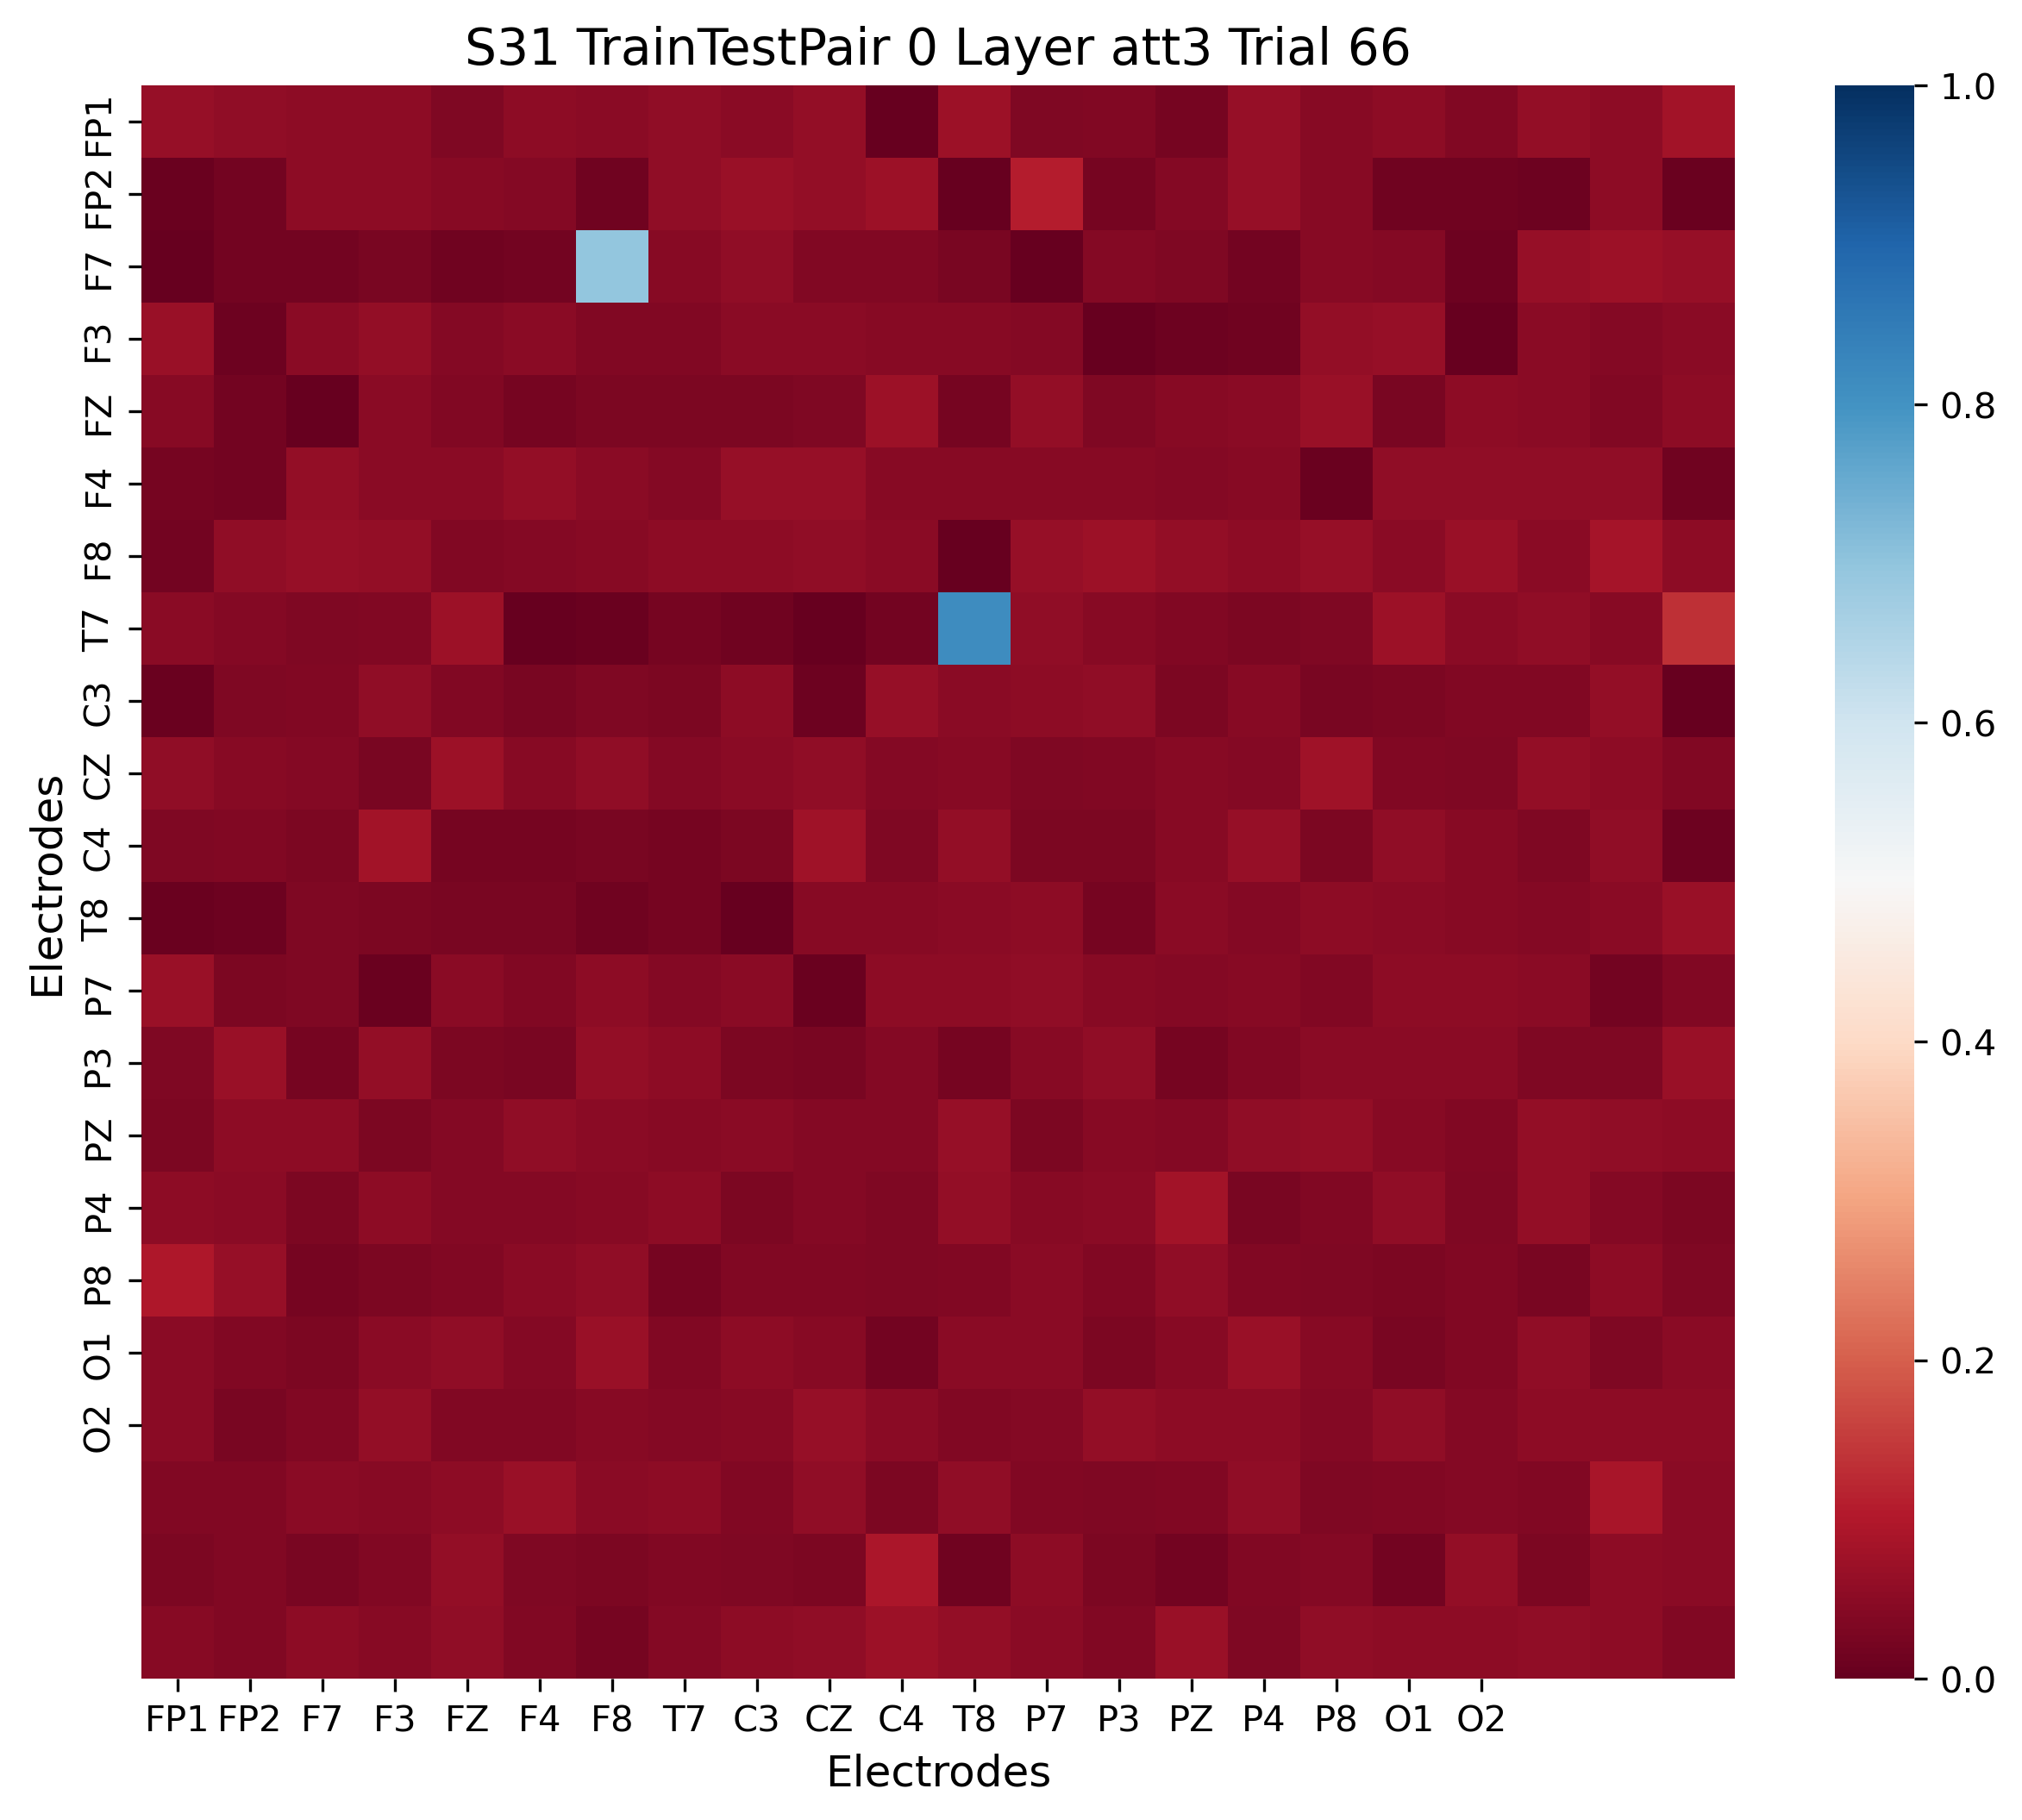 S31 TrainTestPair 0 Layer att3 Trial 66
Electrodes
FP1
FP2
F7
F3
FZ
F4
F8
T7
C3
CZ
C4
T8
P7
P3
PZ
P4
P8
O1
O2
FP1 FP2 F7 F3 FZ F4 F8 T7 C3 CZ C4 T8 P7 P3 PZ P4 P8 O1 O2
Electrodes
1.0
0.8
0.6
0.4
0.2
0.0